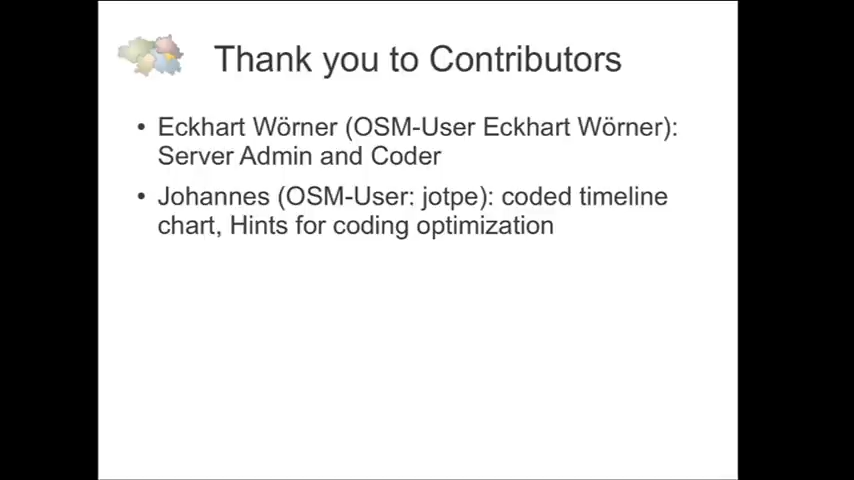 Thank you to Contributors
• Eckhart Wörner (OSM-User Eckhart Wörner):
Server Admin and Coder
• Johannes (OSM-User: jotpe): coded timeline
chart, Hints for coding optimization